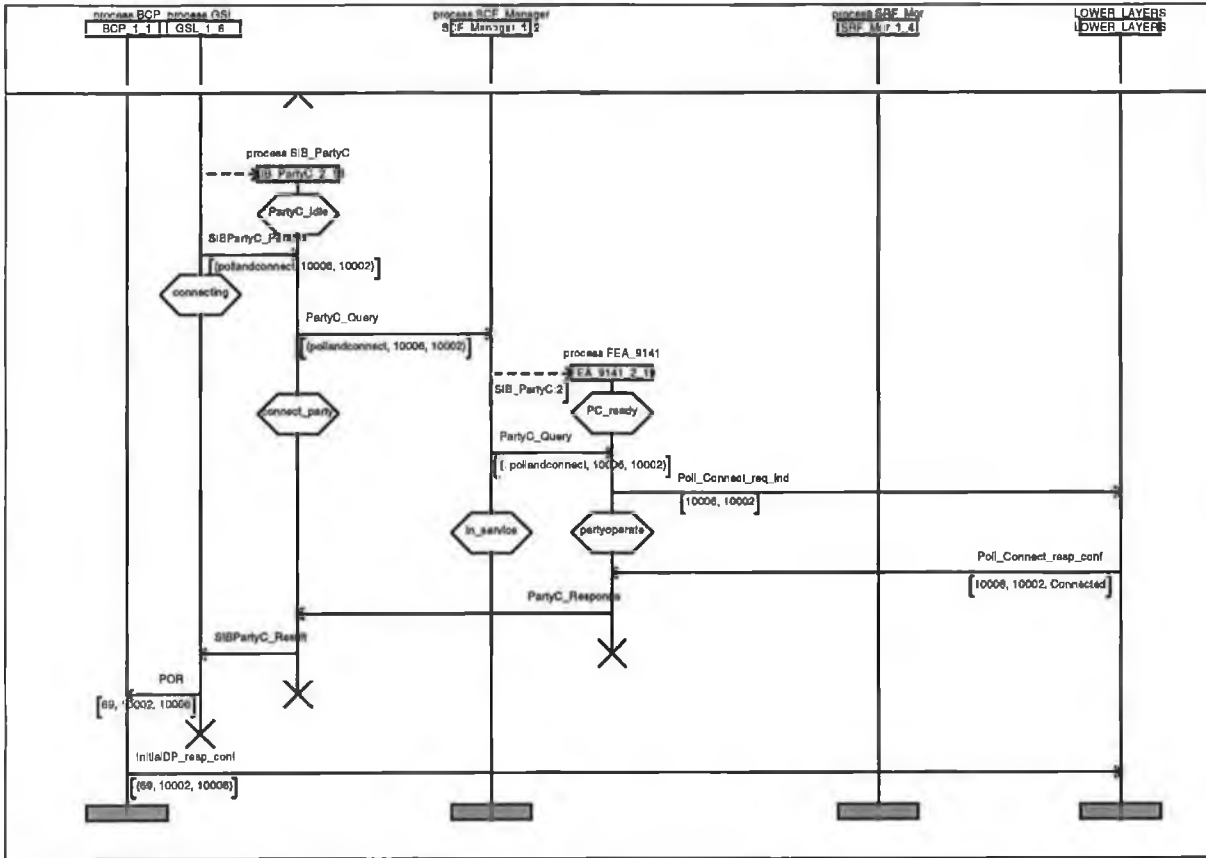 process BCP process GSL
BCP_1_1 GSL_1_6
process SCF_Manager
SCF_Manager_1_2
process SRF_Mgr
SRF_Mgr_1_4
LOWER_LAYERS
LOWER_LAYERS
process SIB_PartyC
PartyC_idle
[(pollandconnect, 10006, 10002)]
connecting
PartyC_Query
[(pollandconnect, 10006, 10002)]
process FEA_9141
SIB_PartyC:2]
connect_party
PC_ready
PartyC_Query
pollandconnect, 10006, 10002)]
Poll_Connect_req_ind
[10006, 10002]
in_service
partyoperate
Poll_Connect_resp_conf
[10006, 10002, Connected]
PartyC_Response
SIBPartyC_Result
POR
[69, 10002, 10006]
InitialDP_resp_conf
[(69, 10002, 10006)]